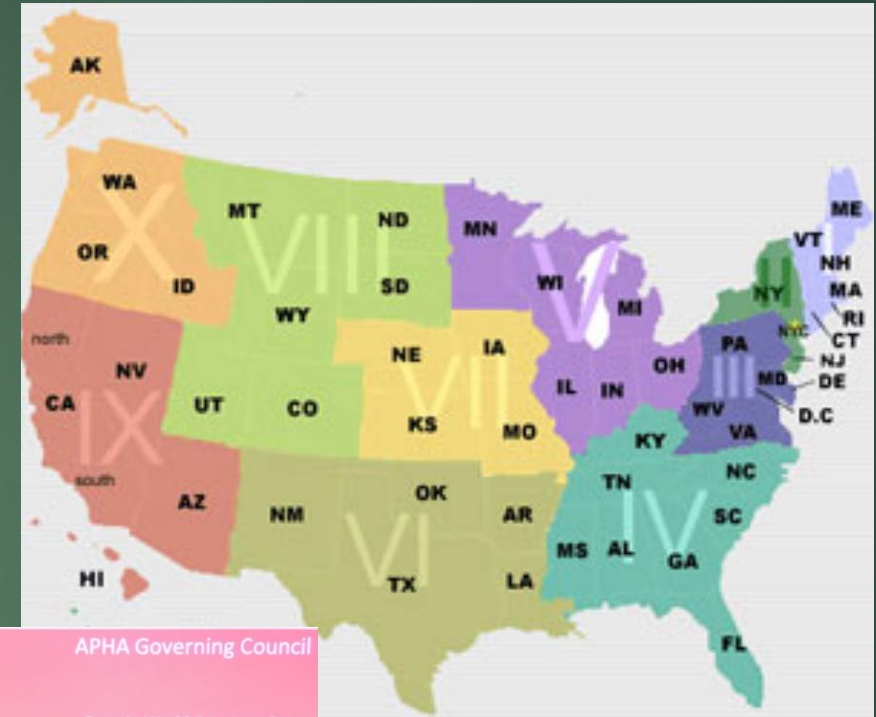 AK
WA
MT
ND
MN
ME
OR
X
VIII
VT
NH
ID
SD
WI
V
MI
NY
II
MA
WY
RI
north
NYC
CT
NV
NE
IA
OH
PA
NJ
CA
IX
UT
CO
VII
IL
IN
III
MD
DE
KS
MO
WV
D.C
KY
VA
south
AZ
NM
OK
TN
NC
AR
IV
SC
VI
MS
AL
GA
HI
TX
LA
FL
APHA Governing Council